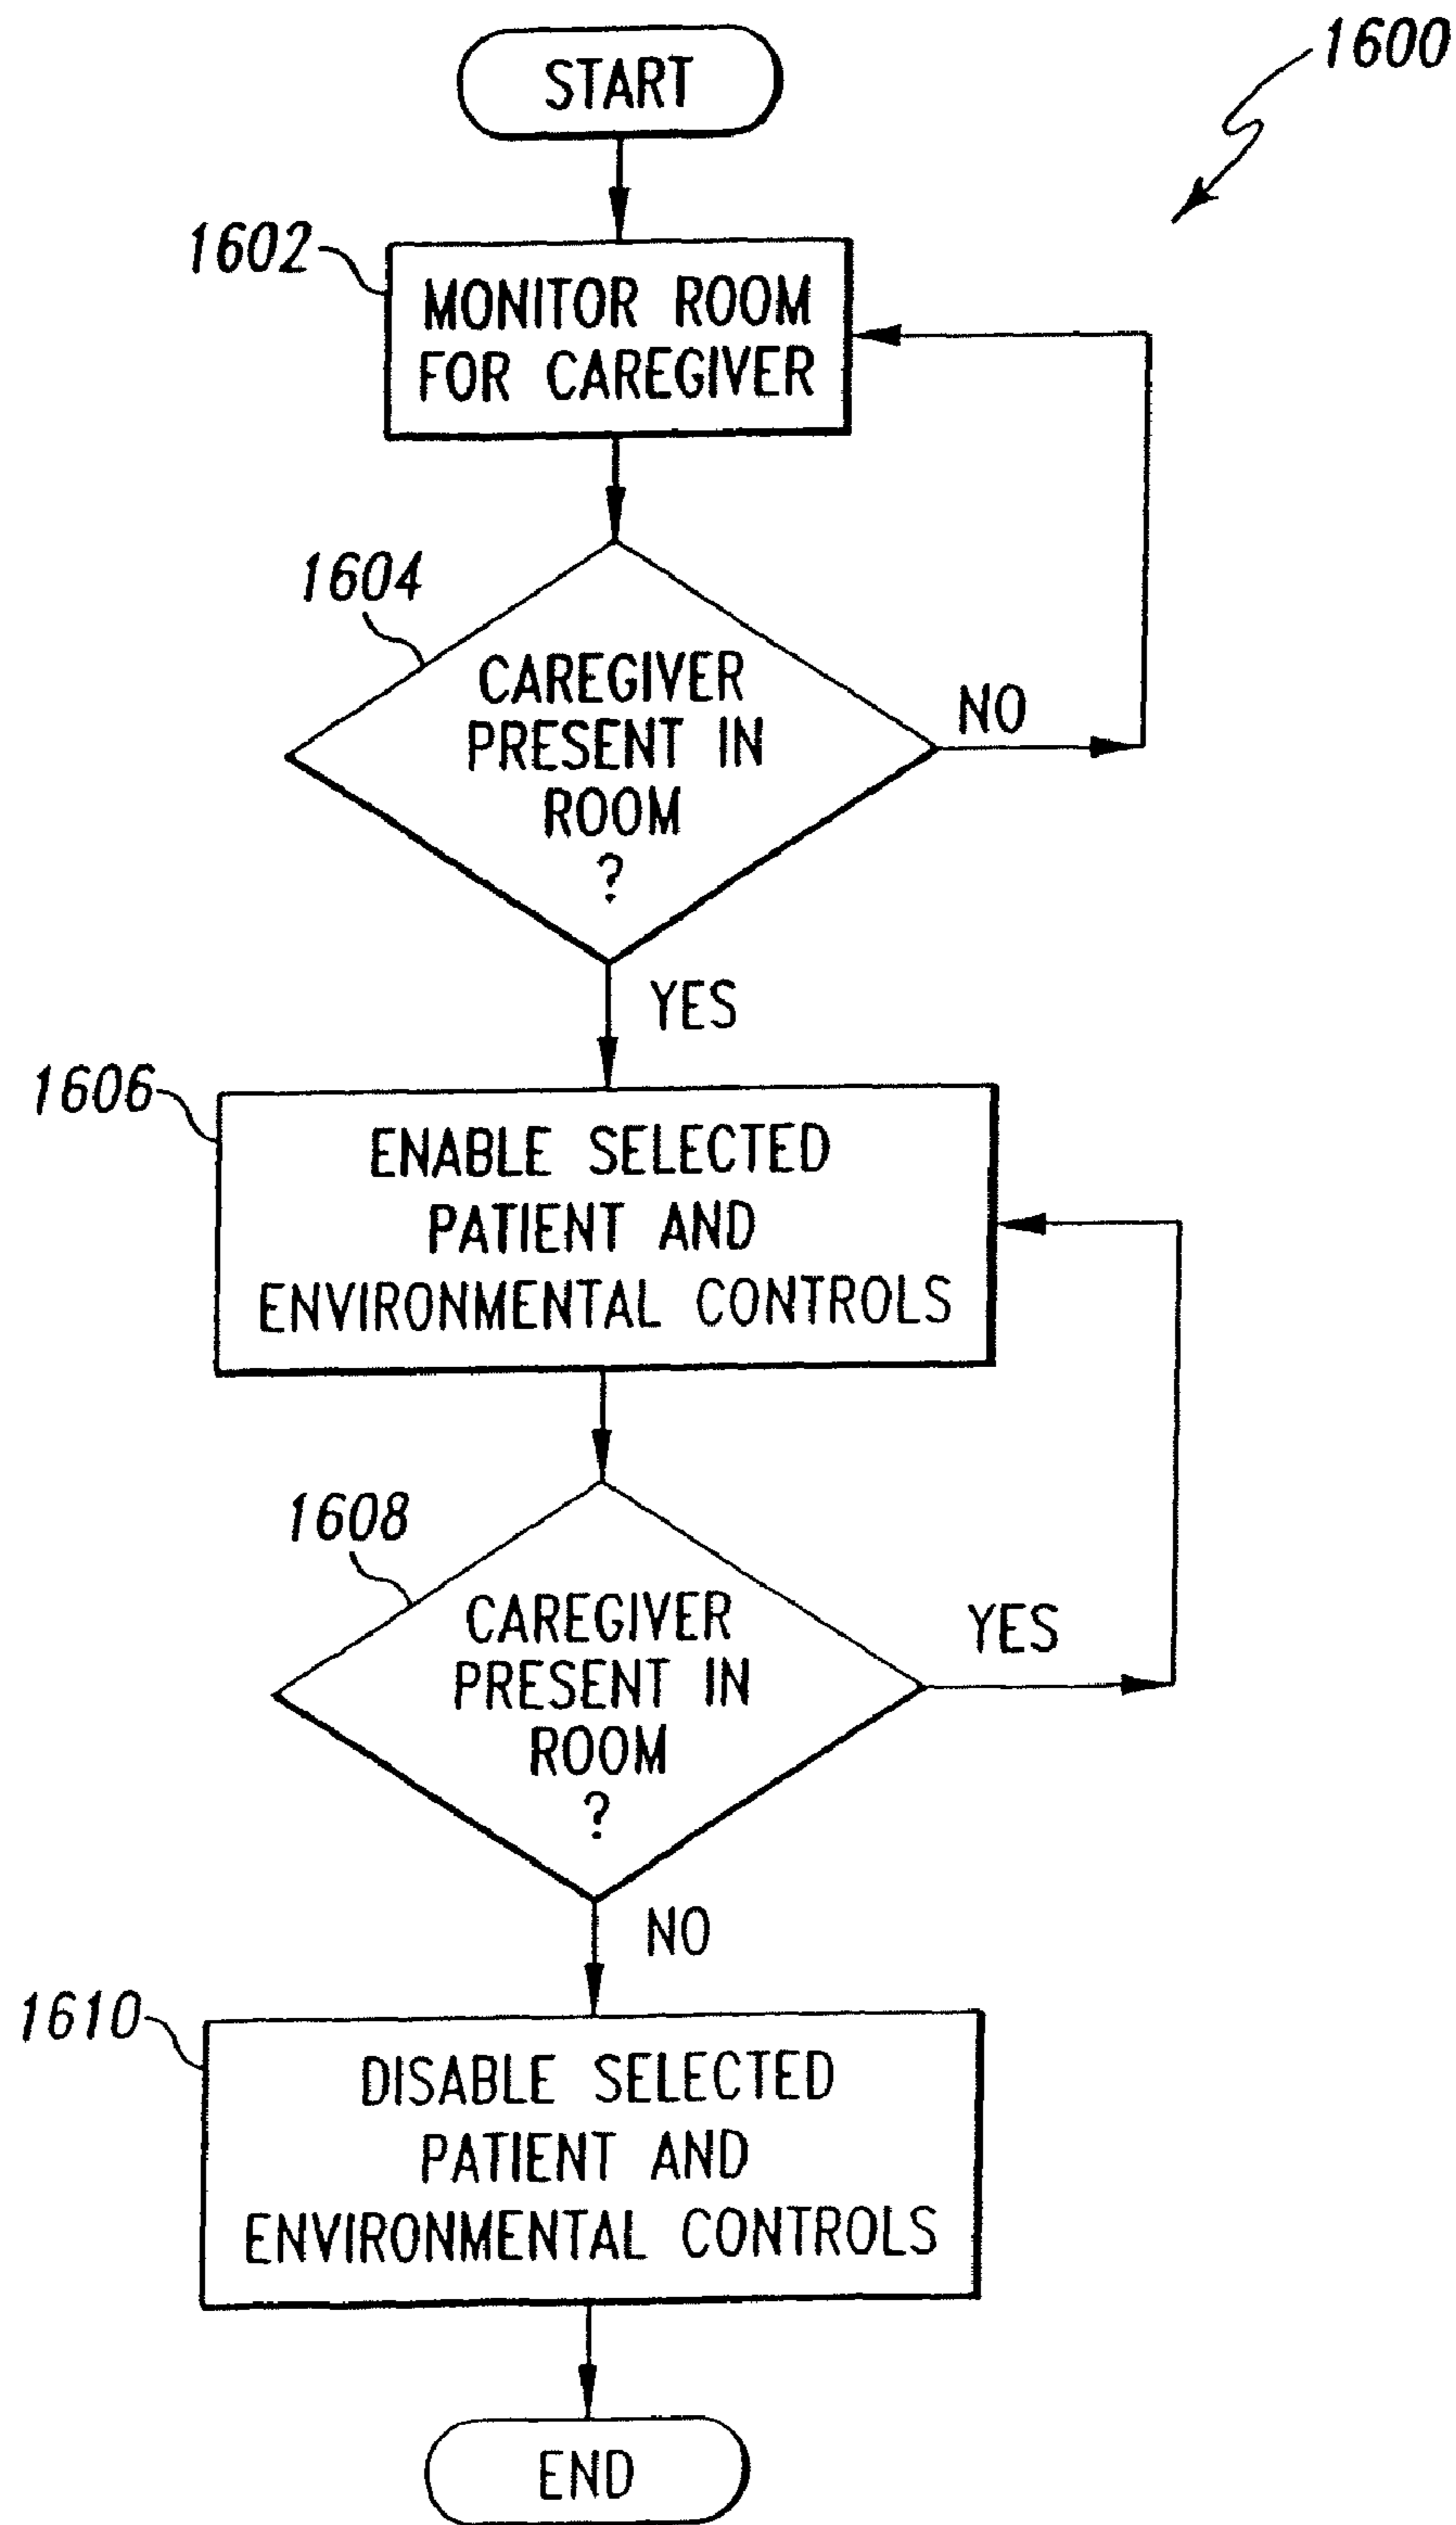 1600
START
1602
MONITOR ROOM
FOR CAREGIVER
1604
CAREGIVER
PRESENT IN
ROOM
?
NO
YES
1606
ENABLE SELECTED
PATIENT AND
ENVIRONMENTAL CONTROLS
1608
CAREGIVER
PRESENT IN
ROOM
?
YES
NO
1610
DISABLE SELECTED
PATIENT AND
ENVIRONMENTAL CONTROLS
END